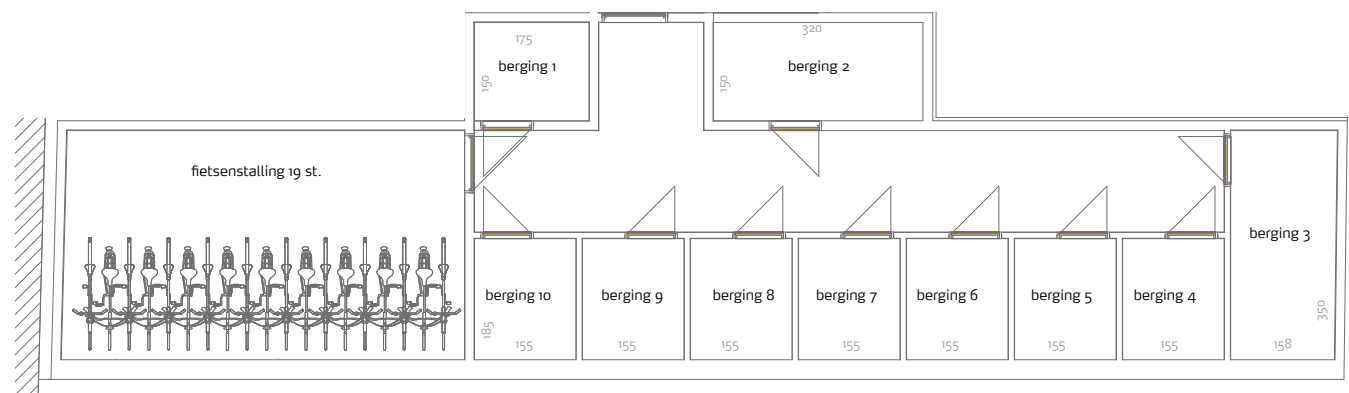 175
berging 1
150
320
berging 2
150
fietsenstalling 19 st.
berging 3
350
158
berging 10
185
155
berging 9
155
berging 8
155
berging 7
155
berging 6
155
berging 5
155
berging 4
155